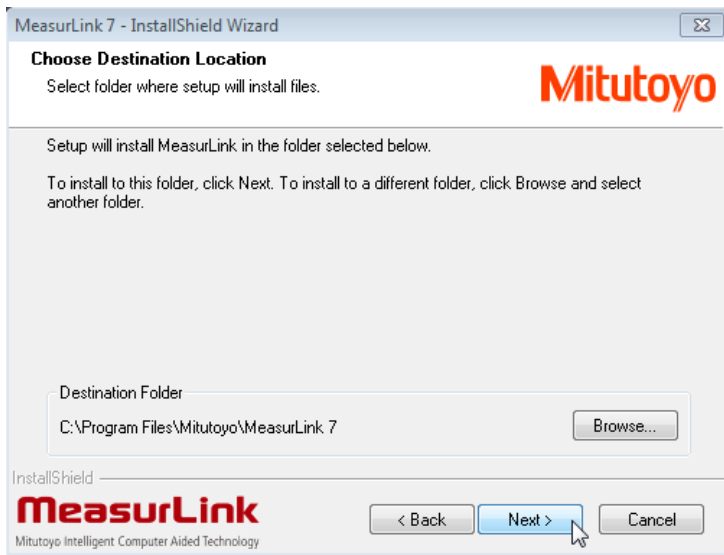 MeasurLink 7 - InstallShield Wizard
Choose Destination Location
Select folder where setup will install files.
Mitutoyo
Setup will install MeasurLink in the folder selected below.
To install to this folder, click Next. To install to a different folder, click Browse and select
another folder.
Destination Folder
C:\Program Files\Mitutoyo\MeasurLink 7
Browse...
InstallShield
MeasurLink
Mitutoyo Intelligent Computer Aided Technology
< Back
Next >
Cancel